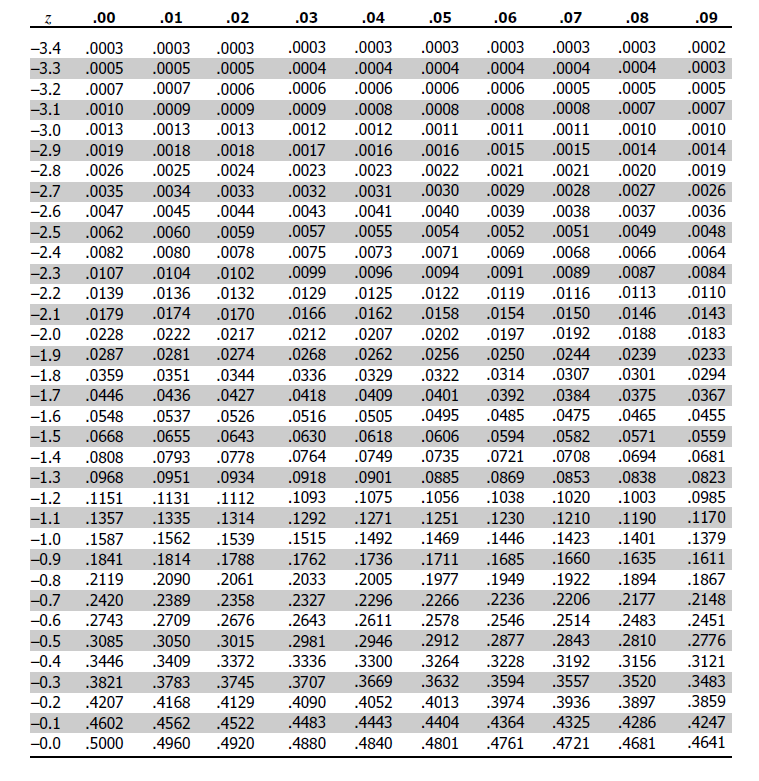 z .00 .01 .02 .03 .04 .05 .06 .07 .08 .09
–3.4 .0003 .0003 .0003 .0003 .0003 .0003 .0003 .0003 .0003 .0002
–3.3 .0005 .0005 .0005 .0004 .0004 .0004 .0004 .0004 .0004 .0003
–3.2 .0007 .0007 .0006 .0006 .0006 .0006 .0006 .0005 .0005 .0005
–3.1 .0010 .0009 .0009 .0009 .0008 .0008 .0008 .0008 .0007 .0007
–3.0 .0013 .0013 .0013 .0012 .0012 .0011 .0011 .0011 .0010 .0010
–2.9 .0019 .0018 .0018 .0017 .0016 .0016 .0015 .0015 .0014 .0014
–2.8 .0026 .0025 .0024 .0023 .0023 .0022 .0021 .0021 .0020 .0019
–2.7 .0035 .0034 .0033 .0032 .0031 .0030 .0029 .0028 .0027 .0026
–2.6 .0047 .0045 .0044 .0043 .0041 .0040 .0039 .0038 .0037 .0036
–2.5 .0062 .0060 .0059 .0057 .0055 .0054 .0052 .0051 .0049 .0048
–2.4 .0082 .0080 .0078 .0075 .0073 .0071 .0069 .0068 .0066 .0064
–2.3 .0107 .0104 .0102 .0099 .0096 .0094 .0091 .0089 .0087 .0084
–2.2 .0139 .0136 .0132 .0129 .0125 .0122 .0119 .0116 .0113 .0110
–2.1 .0179 .0174 .0170 .0166 .0162 .0158 .0154 .0150 .0146 .0143
–2.0 .0228 .0222 .0217 .0212 .0207 .0202 .0197 .0192 .0188 .0183
–1.9 .0287 .0281 .0274 .0268 .0262 .0256 .0250 .0244 .0239 .0233
–1.8 .0359 .0351 .0344 .0336 .0329 .0322 .0314 .0307 .0301 .0294
–1.7 .0446 .0436 .0427 .0418 .0409 .0401 .0392 .0384 .0375 .0367
–1.6 .0548 .0537 .0526 .0516 .0505 .0495 .0485 .0475 .0465 .0455
–1.5 .0668 .0655 .0643 .0630 .0618 .0606 .0594 .0582 .0571 .0559
–1.4 .0808 .0793 .0778 .0764 .0749 .0735 .0721 .0708 .0694 .0681
–1.3 .0968 .0951 .0934 .0918 .0901 .0885 .0869 .0853 .0838 .0823
–1.2 .1151 .1131 .1112 .1093 .1075 .1056 .1038 .1020 .1003 .0985
–1.1 .1357 .1335 .1314 .1292 .1271 .1251 .1230 .1210 .1190 .1170
–1.0 .1587 .1562 .1539 .1515 .1492 .1469 .1446 .1423 .1401 .1379
–0.9 .1841 .1814 .1788 .1762 .1736 .1711 .1685 .1660 .1635 .1611
–0.8 .2119 .2090 .2061 .2033 .2005 .1977 .1949 .1922 .1894 .1867
–0.7 .2420 .2389 .2358 .2327 .2296 .2266 .2236 .2206 .2177 .2148
–0.6 .2743 .2709 .2676 .2643 .2611 .2578 .2546 .2514 .2483 .2451
–0.5 .3085 .3050 .3015 .2981 .2946 .2912 .2877 .2843 .2810 .2776
–0.4 .3446 .3409 .3372 .3336 .3300 .3264 .3228 .3192 .3156 .3121
–0.3 .3821 .3783 .3745 .3707 .3669 .3632 .3594 .3557 .3520 .3483
–0.2 .4207 .4168 .4129 .4090 .4052 .4013 .3974 .3936 .3897 .3859
–0.1 .4602 .4562 .4522 .4483 .4443 .4404 .4364 .4325 .4286 .4247
–0.0 .5000 .4960 .4920 .4880 .4840 .4801 .4761 .4721 .4681 .4641